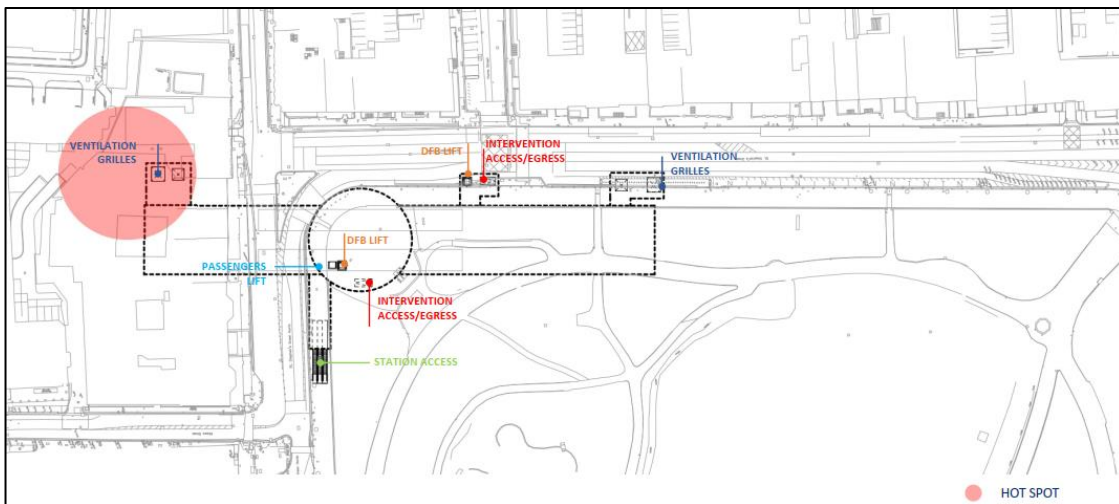 VENTILATION
GRILLES
DFB LIFT
INTERVENTION
ACCESS/EGRESS
VENTILATION
GRILLES
DFB LIFT
PASSENGERS
LIFT
INTERVENTION
ACCESS/EGRESS
STATION ACCESS
HOT SPOT